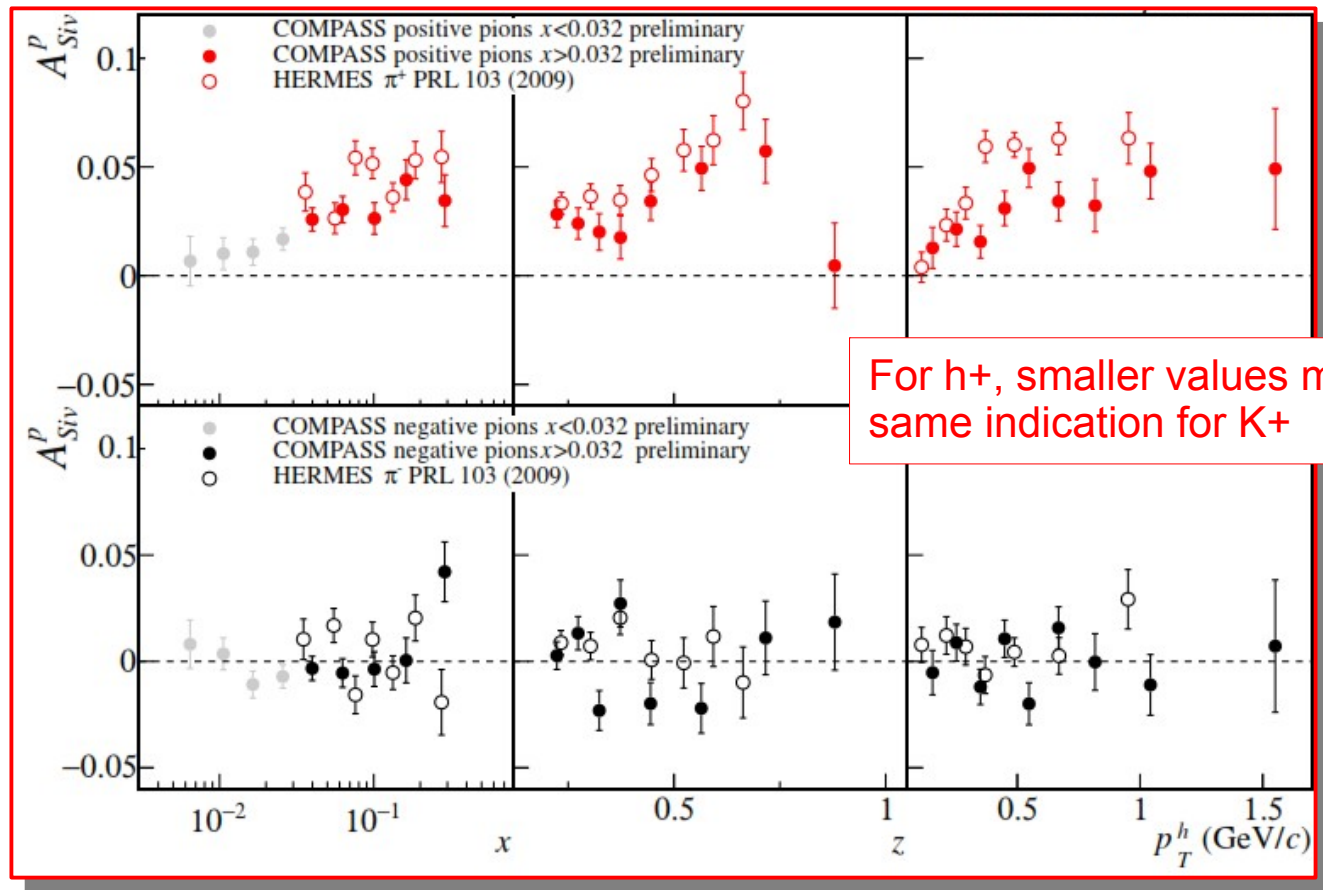 A^p_Siv
COMPASS positive pions x<0.032 preliminary
COMPASS positive pions x>0.032 preliminary
HERMES π⁺ PRL 103 (2009)
0.1
0.05
0
−0.05
For h+, smaller values m
same indication for K+
A^p_Siv
COMPASS negative pions x<0.032 preliminary
COMPASS negative pions x>0.032 preliminary
HERMES π⁻ PRL 103 (2009)
0.1
0.05
0
−0.05
10⁻² 10⁻¹ 0.5 1 0.5 1 1.5
x z p_T^h (GeV/c)